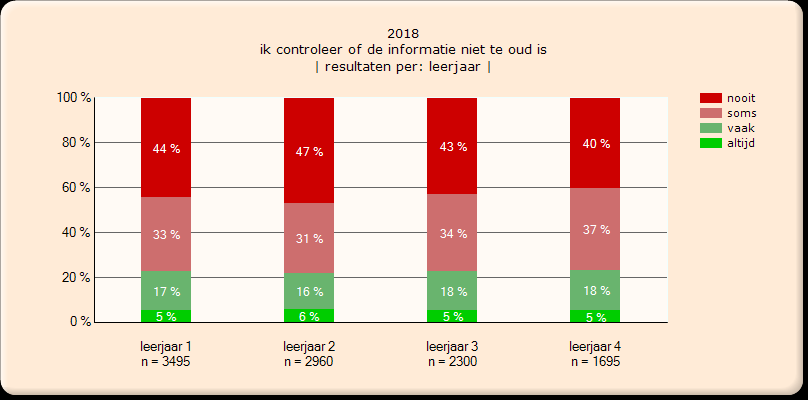 2018
ik controleer of de informatie niet te oud is
| resultaten per: leerjaar |
100 %
80 %
60 %
40 %
20 %
0 %
44 %
47 %
43 %
40 %
33 %
31 %
34 %
37 %
17 %
16 %
18 %
18 %
5 %
6 %
5 %
5 %
leerjaar 1
n = 3495
leerjaar 2
n = 2960
leerjaar 3
n = 2300
leerjaar 4
n = 1695
nooit
soms
vaak
altijd